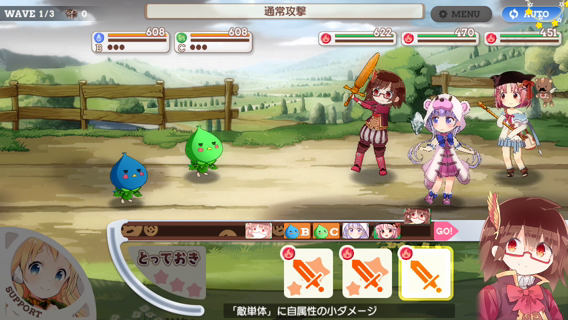 WAVE 1/3
0
通常攻撃
MENU
AUTO
608
B
608
C
622
470
451
B
C
GO!
とっておき
SUPPORT
「敵単体」に自属性の小ダメージ